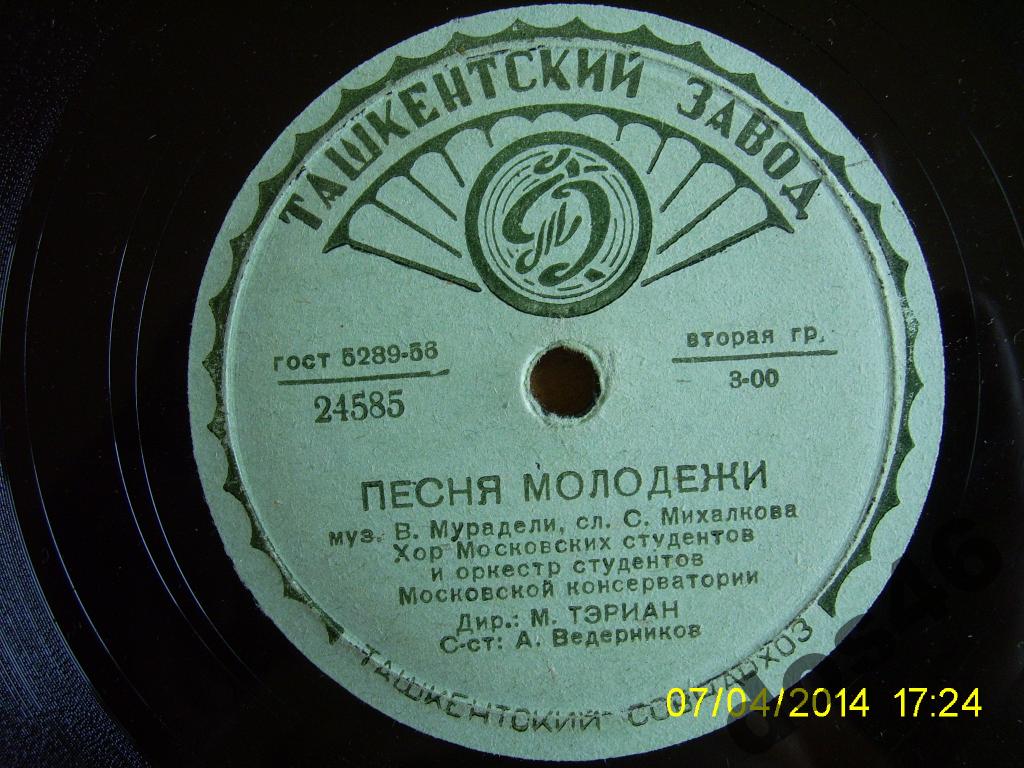 ТАШКЕНТСКИЙ ЗАВОД
гост 5289-56
24585
вторая гр.
3-00
ПЕСНЯ МОЛОДЕЖИ
муз. В. Мурадели, сл. С. Михалкова
Хор Московских студентов
и оркестр студентов
Московской консерватории
Дир.: М. ТЭРИАН
С-ст: А. Ведерников
ТАШКЕНТСКИЙ
07/04/2014 17:24